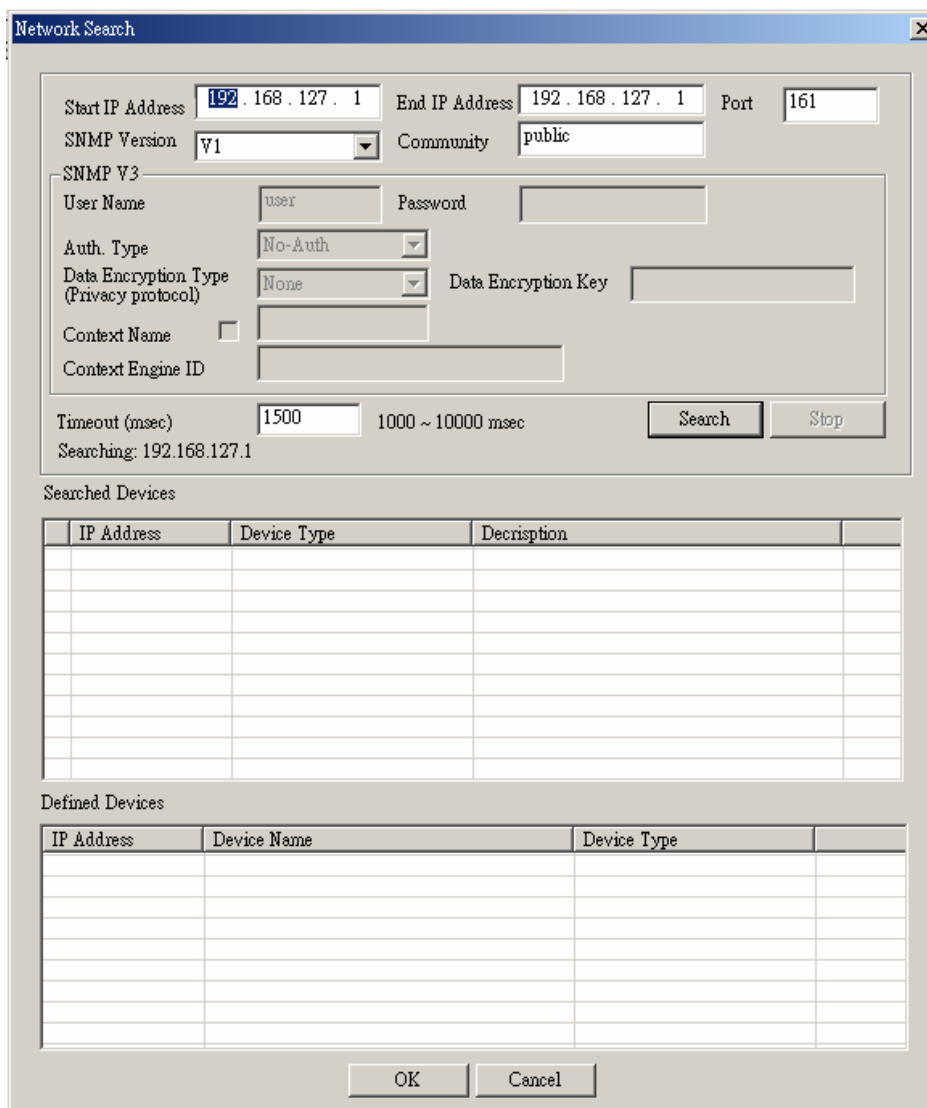 Network Search
Start IP Address 192 . 168 . 127 . 1 End IP Address 192 . 168 . 127 . 1 Port 161
SNMP Version V1 Community public
SNMP V3
User Name user Password
Auth. Type No-Auth
Data Encryption Type (Privacy protocol) None Data Encryption Key
Context Name
Context Engine ID
Timeout (msec) 1500 1000 ~ 10000 msec Search Stop
Searching: 192.168.127.1
Searched Devices
IP Address Device Type Decrisption
Defined Devices
IP Address Device Name Device Type
OK Cancel